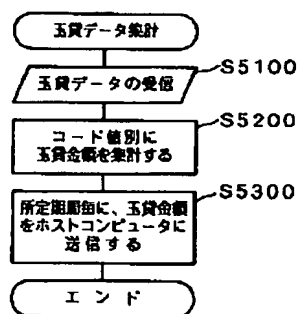 玉貸データ集計
玉貸データの受信
S5100
コード値別に
玉貸金額を集計する
S5200
所定期間毎に、玉貸金額
をホストコンピュータに
送信する
S5300
エンド